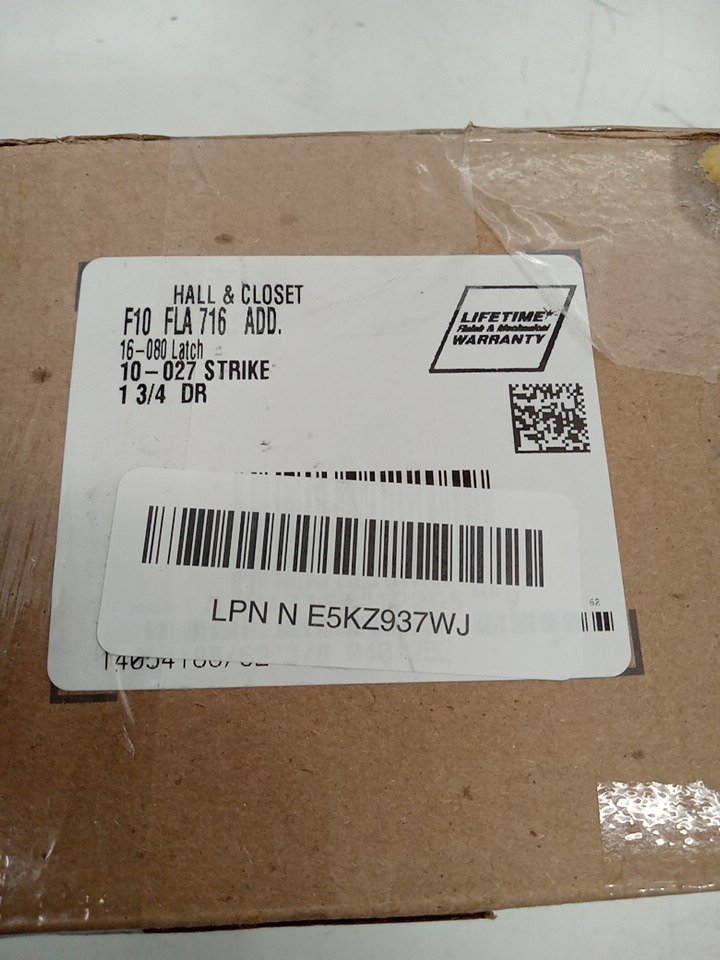 HALL & CLOSET
F10 FLA 716 ADD.
16-080 Latch
10-027 STRIKE
1 3/4 DR
LIFETIME
Finish & Mechanical
WARRANTY
LPN N E5KZ937WJ
62